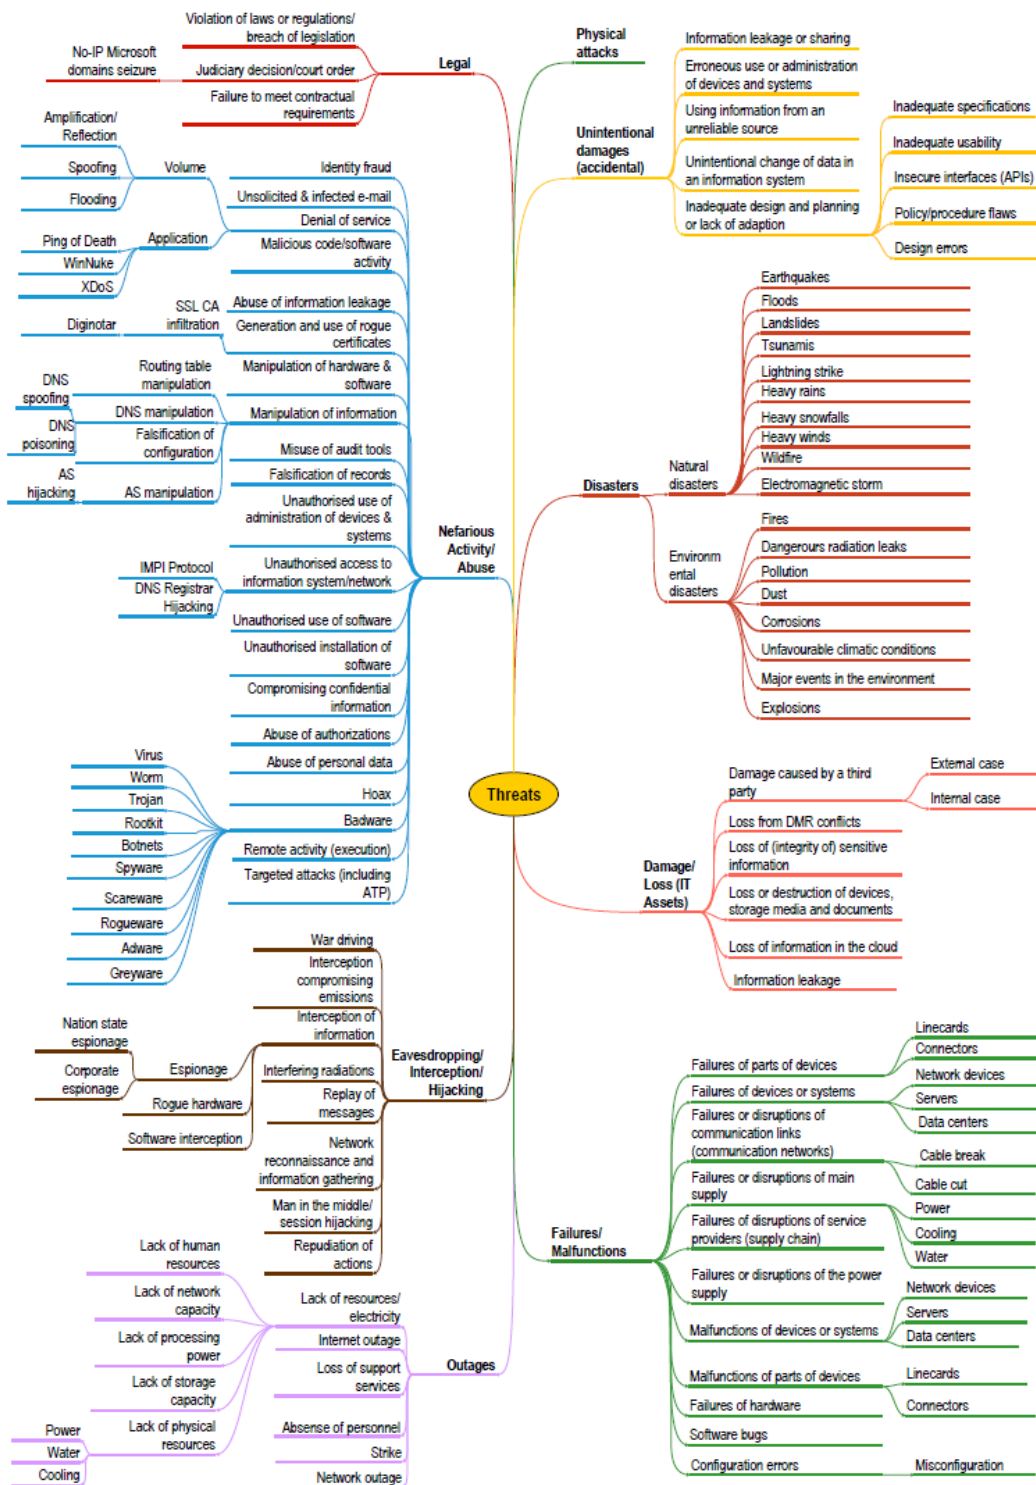 Threats
Legal
Violation of laws or regulations/
breach of legislation
Judiciary decision/court order
No-IP Microsoft
domains seizure
Failure to meet contractual
requirements
Nefarious
Activity/
Abuse
Identity fraud
Unsolicited & infected e-mail
Denial of service
Volume
Amplification/
Reflection
Spoofing
Flooding
Application
Ping of Death
WinNuke
XDoS
Malicious code/software
activity
Abuse of information leakage
Generation and use of rogue
certificates
SSL CA
infiltration
Diginotar
Manipulation of hardware &
software
Manipulation of information
Routing table
manipulation
DNS manipulation
DNS
spoofing
DNS
poisoning
Falsification of
configuration
AS manipulation
AS
hijacking
Misuse of audit tools
Falsification of records
Unauthorised use of
administration of devices &
systems
Unauthorised access to
information system/network
IMPI Protocol
DNS Registrar
Hijacking
Unauthorised use of software
Unauthorised installation of
software
Compromising confidential
information
Abuse of authorizations
Abuse of personal data
Hoax
Badware
Virus
Worm
Trojan
Rootkit
Botnets
Spyware
Scareware
Rogueware
Adware
Greyware
Remote activity (execution)
Targeted attacks (including
ATP)
Eavesdropping/
Interception/
Hijacking
War driving
Interception
compromising
emissions
Interception of
information
Espionage
Nation state
espionage
Corporate
espionage
Rogue hardware
Software interception
Interfering radiations
Replay of
messages
Network
reconnaissance and
information gathering
Man in the middle/
session hijacking
Repudiation of
actions
Outages
Lack of resources/
electricity
Lack of human
resources
Lack of network
capacity
Lack of processing
power
Lack of storage
capacity
Lack of physical
resources
Power
Water
Cooling
Internet outage
Loss of support
services
Absense of personnel
Strike
Network outage
Physical
attacks
Unintentional
damages
(accidental)
Information leakage or sharing
Erroneous use or administration
of devices and systems
Using information from an
unreliable source
Unintentional change of data in
an information system
Inadequate design and planning
or lack of adaption
Inadequate specifications
Inadequate usability
Insecure interfaces (APIs)
Policy/procedure flaws
Design errors
Disasters
Natural
disasters
Earthquakes
Floods
Landslides
Tsunamis
Lightning strike
Heavy rains
Heavy snowfalls
Heavy winds
Wildfire
Electromagnetic storm
Environm
ental
disasters
Fires
Dangerours radiation leaks
Pollution
Dust
Corrosions
Unfavourable climatic conditions
Major events in the environment
Explosions
Damage/
Loss (IT
Assets)
Damage caused by a third
party
External case
Internal case
Loss from DMR conflicts
Loss of (integrity of) sensitive
information
Loss or destruction of devices,
storage media and documents
Loss of information in the cloud
Information leakage
Failures/
Malfunctions
Failures of parts of devices
Linecards
Connectors
Failures of devices or systems
Network devices
Servers
Data centers
Failures or disruptions of
communication links
(communication networks)
Cable break
Cable cut
Failures or disruptions of main
supply
Power
Cooling
Water
Failures of disruptions of service
providers (supply chain)
Failures or disruptions of the power
supply
Malfunctions of devices or systems
Network devices
Servers
Data centers
Malfunctions of parts of devices
Linecards
Connectors
Failures of hardware
Software bugs
Configuration errors
Misconfiguration